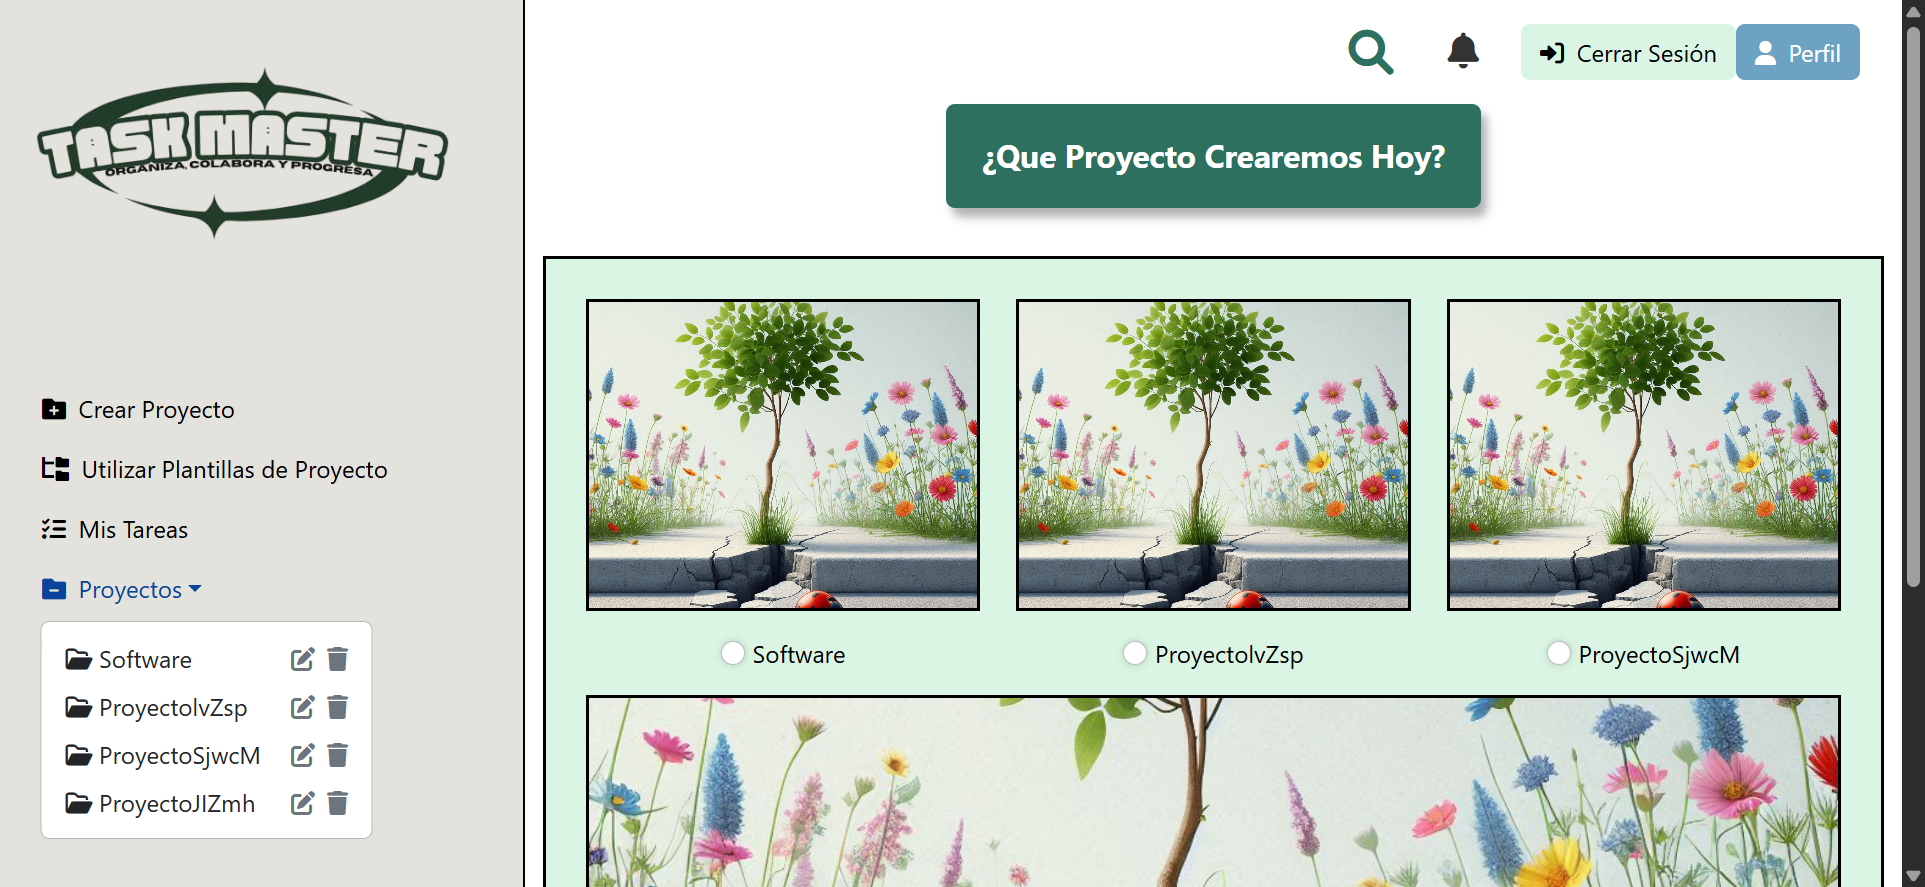 TASK MASTER
ORGANIZA, COLABORA Y PROGRESA
Crear Proyecto
Utilizar Plantillas de Proyecto
Mis Tareas
Proyectos
Software
ProyectolvZsp
ProyectoSjwcM
ProyectoJIZmh
Cerrar Sesión
Perfil
¿Que Proyecto Crearemos Hoy?
Software
ProyectolvZsp
ProyectoSjwcM